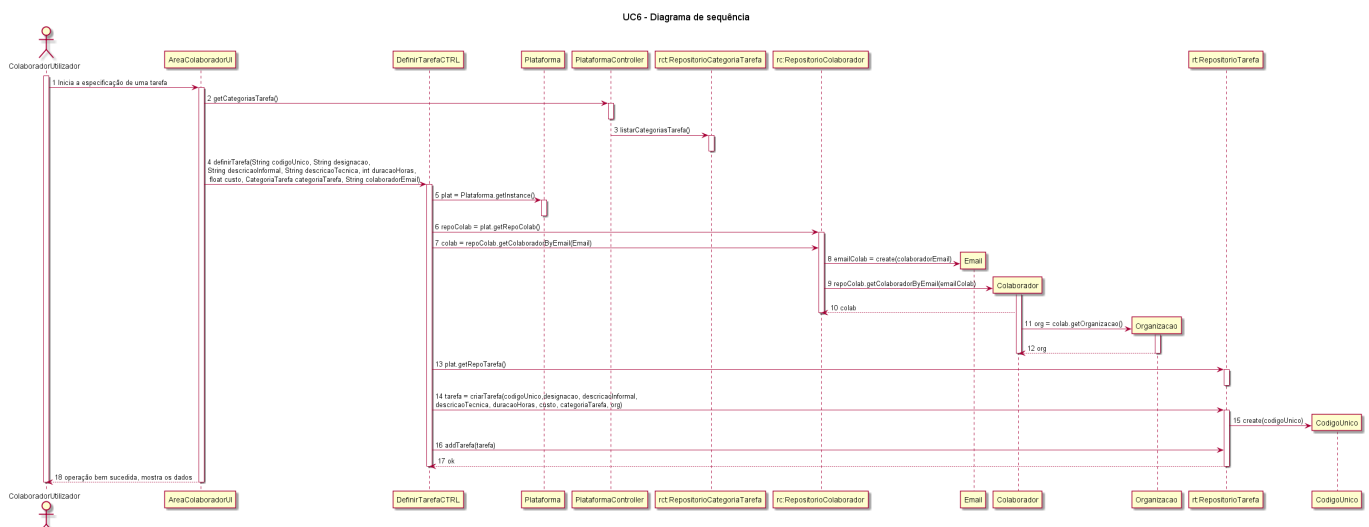 UC6 - Diagrama de sequência
ColaboradorUtilizador
AreaColaboradorUI
DefinirTarefaCTRL
Plataforma
PlataformaController
rct:RepositorioCategoriaTarefa
rc:RepositorioColaborador
rt:RepositorioTarefa
1 Inicia a especificação de uma tarefa
2 getCategoriasTarefa()
3 listarCategoriasTarefa()
4 definirTarefa(String codigoUnico, String designacao,
String descricaoInformal, String descricaoTecnica, int duracaoHoras,
float custo, CategoriaTarefa categoriaTarefa, String colaboradorEmail)
5 plat = Plataforma.getInstance()
6 repoColab = plat.getRepoColab()
7 colab = repoColab.getColaboradorByEmail(Email)
8 emailColab = create(colaboradorEmail)
Email
9 repoColab.getColaboradorByEmail(emailColab)
Colaborador
10 colab
11 org = colab.getOrganizacao()
Organizacao
12 org
13 plat.getRepoTarefa()
14 tarefa = criarTarefa(codigoUnico,designacao, descricaoInformal,
descricaoTecnica, duracaoHoras, custo, categoriaTarefa, org)
15 create(codigoUnico)
CodigoUnico
16 addTarefa(tarefa)
17 ok
18 operação bem sucedida, mostra os dados
ColaboradorUtilizador
AreaColaboradorUI
DefinirTarefaCTRL
Plataforma
PlataformaController
rct:RepositorioCategoriaTarefa
rc:RepositorioColaborador
Email
Colaborador
Organizacao
rt:RepositorioTarefa
CodigoUnico